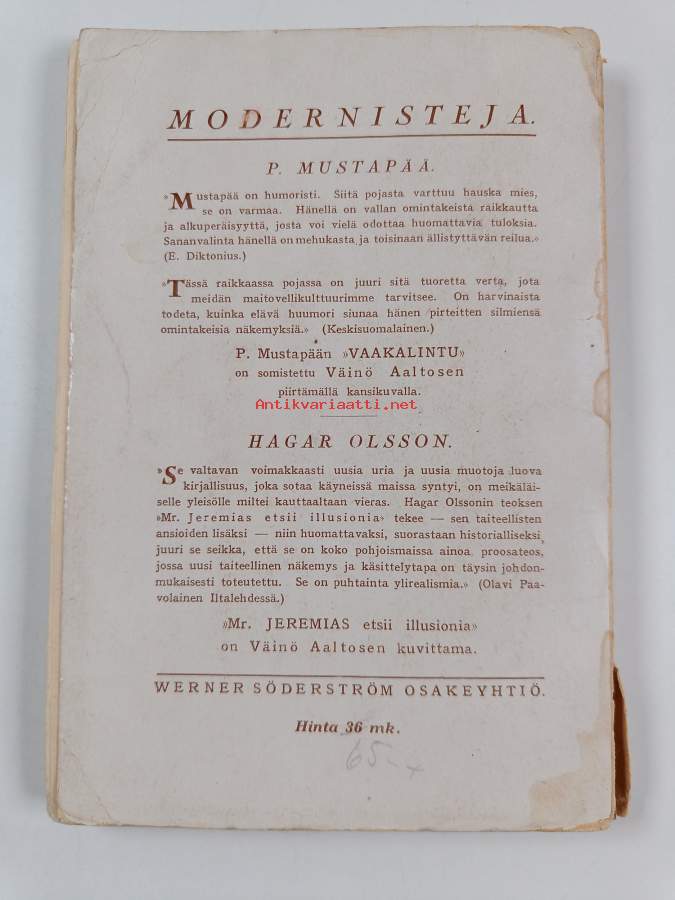 MODERNISTEJA.
P. MUSTAPÄÄ.
»Mustapää on humoristi. Siitä pojasta varttuu hauska mies,
se on varmaa. Hänellä on vallan omintakeista raikkautta
ja alkuperäisyyttä, josta voi vielä odottaa huomattavia tuloksia.
Sananvalinta hänellä on mehukasta ja toisinaan ällistyttävän reilua.»
(E. Diktonius.)
»Tässä raikkaassa pojassa on juuri sitä tuoretta verta, jota
meidän maitovellikulttuurimme tarvitsee. On harvinaista
todeta, kuinka elävä huumori siunaa hänen pirteitten silmiensä
omintakeisia näkemyksiä.» (Keskisuomalainen.)
P. Mustapään »VAAKALINTU»
on somistettu Väinö Aaltosen
piirtämällä kansikuvalla.
Antikvariaatti.net
HAGAR OLSSON.
»Se valtavan voimakkaasti uusia uria ja uusia muotoja luova
kirjallisuus, joka sotaa käyneissä maissa syntyi, on meikäläi-
selle yleisölle miltei kauttaaltaan vieras. Hagar Olssonin teoksen
»Mr. Jeremias etsii illusionia» tekee — sen taiteellisten
ansioiden lisäksi — niin huomattavaksi, suorastaan historialliseksi
juuri se seikka, että se on koko pohjoismaissa ainoa proosateos,
jossa uusi taiteellinen näkemys ja käsittelytapa on täysin johdon-
mukaisesti toteutettu. Se on puhtainta ylirealismia.» (Olavi Paa-
volainen Iltalehdessä.)
»Mr. JEREMIAS etsii illusionia»
on Väinö Aaltosen kuvittama.
WERNER SÖDERSTRÖM OSAKEYHTIÖ.
Hinta 36 mk.
65-